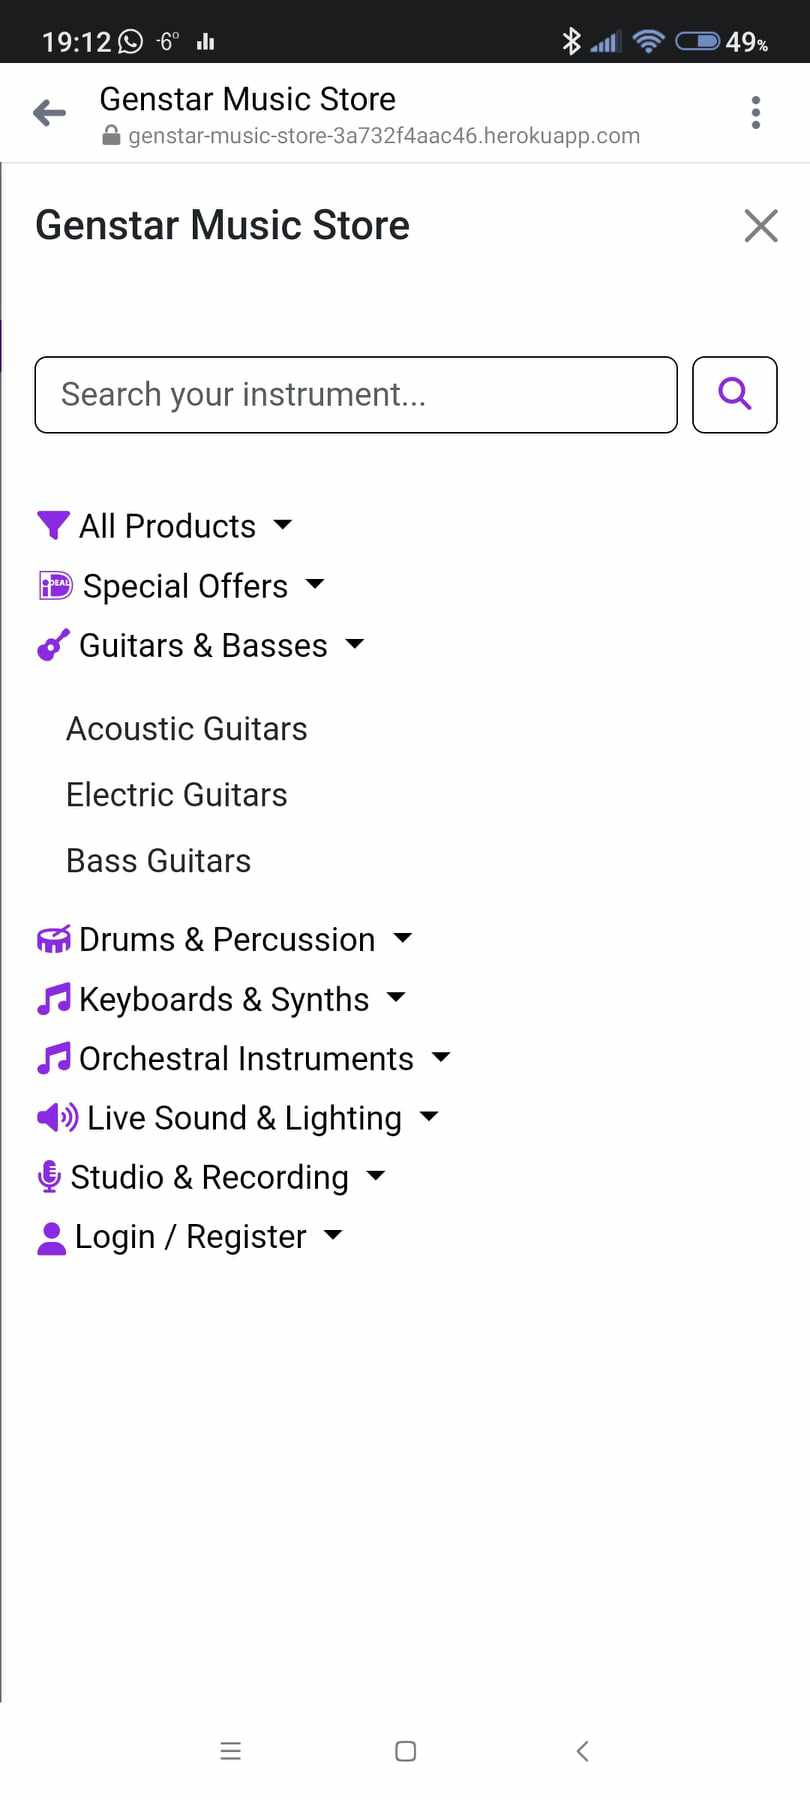 19:12 -6° 49%
Genstar Music Store
genstar-music-store-3a732f4aac46.herokuapp.com
Genstar Music Store
Search your instrument...
All Products
iDEAL Special Offers
Guitars & Basses
Acoustic Guitars
Electric Guitars
Bass Guitars
Drums & Percussion
Keyboards & Synths
Orchestral Instruments
Live Sound & Lighting
Studio & Recording
Login / Register